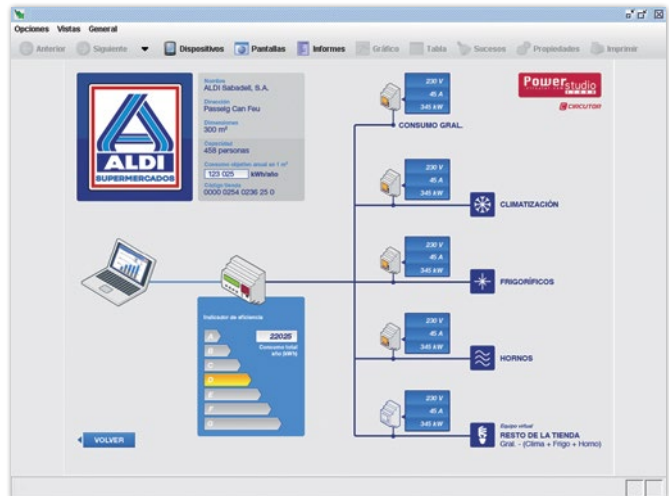 Opciones Vistas General
Anterior Siguiente Dispositivos Pantallas Informes Gráfico Tabla Sucesos Propiedades Imprimir
ALDI
SUPERMERCADOS
Nombre
ALDI Sabadell, S.A.
Dirección
Passeig Can Feu
Dimensiones
300 m²
Capacidad
458 personas
Consumo objetivo anual en 1 m²
123 025 kWh/año
Código tienda
0000 0254 0236 25 0
Power studio
CIRCUTOR
230 V
45 A
345 kW
CONSUMO GRAL.
230 V
45 A
345 kW
CLIMATIZACIÓN
230 V
45 A
345 kW
FRIGORÍFICOS
Indicador de eficiencia
A
B
C
D
E
F
G
22025
Consumo total
año (kWh)
230 V
45 A
345 kW
HORNOS
230 V
45 A
345 kW
Equipo virtual
RESTO DE LA TIENDA
Gral. - (Clima + Frigo + Horno)
VOLVER